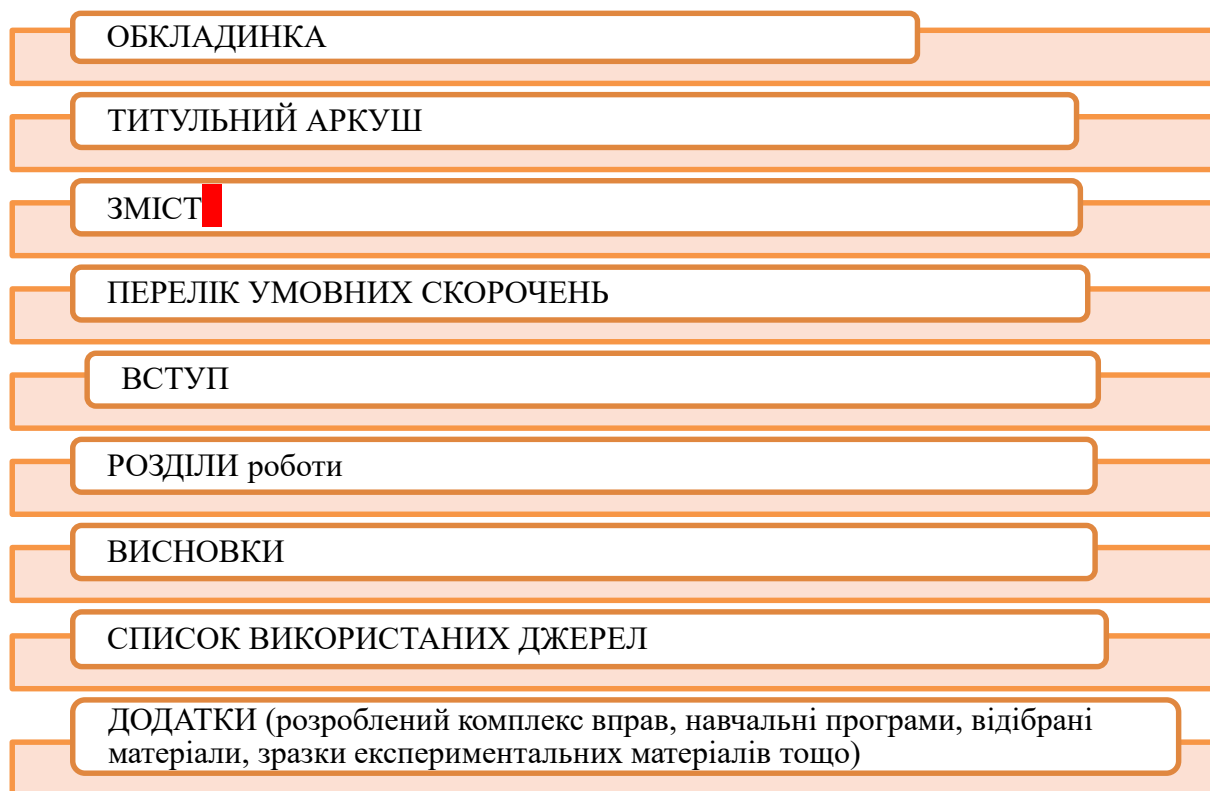 ОБКЛАДИНКА
ТИТУЛЬНИЙ АРКУШ
ЗМІСТ
ПЕРЕЛІК УМОВНИХ СКОРОЧЕНЬ
ВСТУП
РОЗДІЛИ роботи
ВИСНОВКИ
СПИСОК ВИКОРИСТАНИХ ДЖЕРЕЛ
ДОДАТКИ (розроблений комплекс вправ, навчальні програми, відібрані
матеріали, зразки експериментальних матеріалів тощо)